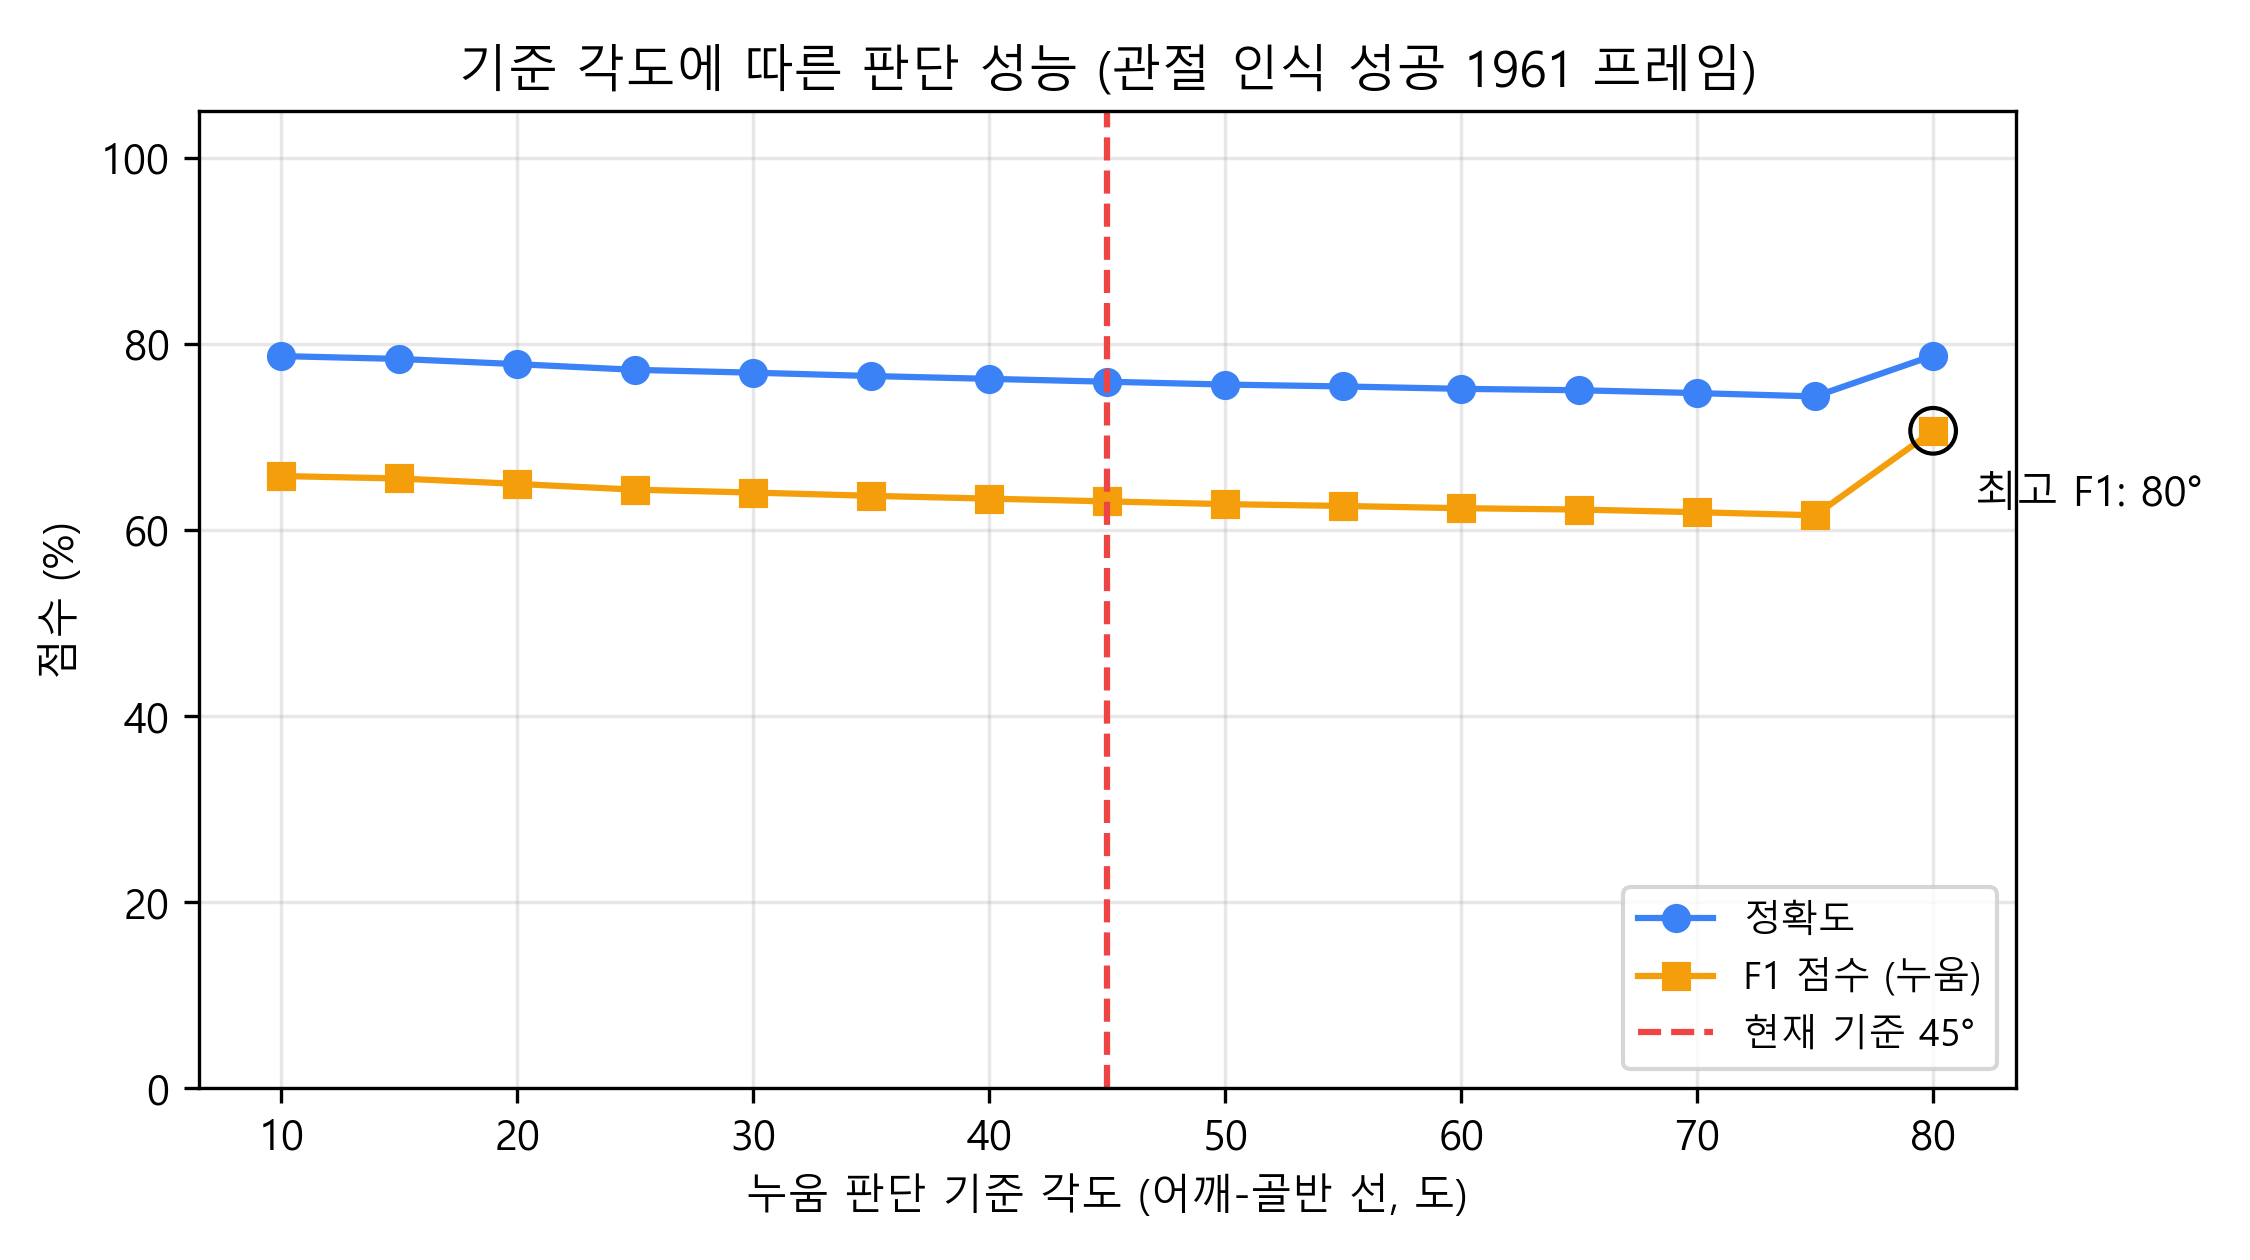 기준 각도에 따른 판단 성능 (관절 인식 성공 1961 프레임)
점수 (%)
100
80
60
40
20
0
최고 F1: 80°
정확도
F1 점수 (누움)
현재 기준 45°
10 20 30 40 50 60 70 80
누움 판단 기준 각도 (어깨-골반 선, 도)